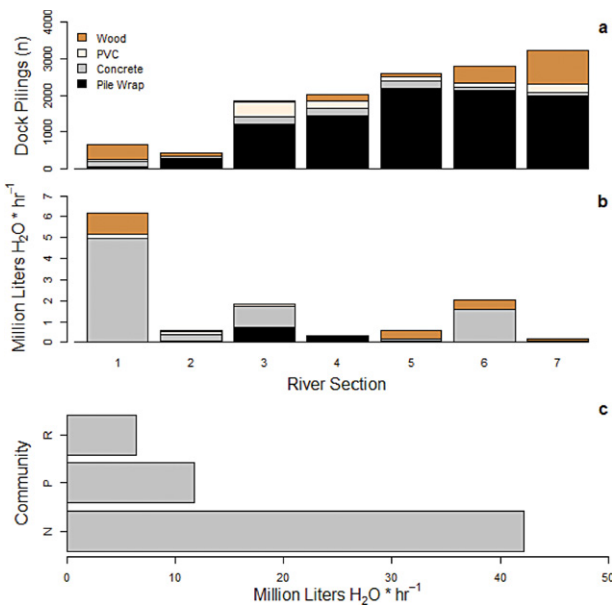 a
Dock Pilings (n)
4000
3000
2000
1000
0
Wood
PVC
Concrete
Pile Wrap
b
Million Liters H₂O * hr⁻¹
7
6
5
4
3
2
1
0
1 2 3 4 5 6 7
River Section
c
Community
R
P
N
0 10 20 30 40 50
Million Liters H₂O * hr⁻¹